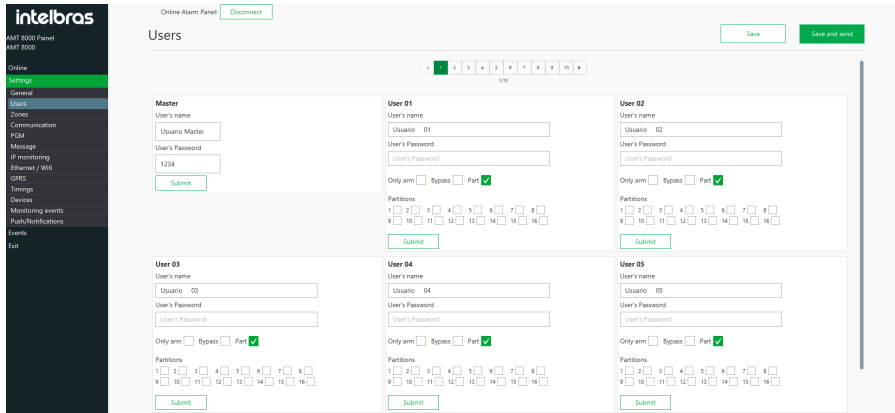 intelbras
AMT 8000 Painel
AMT 8000
Online
Settings
General
Users
Zones
Communication
PGM
Message
IP monitoring
Ethernet / Wifi
GPRS
Timings
Devices
Monitoring events
Push/Notifications
Events
Exit
Online Alarm Panel: Disconnect
Users
Save Save and send
« 1 2 3 4 5 6 7 8 9 10 »
1/10
Master
User's name
Usuario Master
User's Password
1234
Submit
User 01
User's name
Usuario 01
User's Password
User's Password
Only arm Bypass Part
Partitions
1 2 3 4 5 6 7 8
9 10 11 12 13 14 15 16
Submit
User 02
User's name
Usuario 02
User's Password
User's Password
Only arm Bypass Part
Partitions
1 2 3 4 5 6 7 8
9 10 11 12 13 14 15 16
Submit
User 03
User's name
Usuario 03
User's Password
User's Password
Only arm Bypass Part
Partitions
1 2 3 4 5 6 7 8
9 10 11 12 13 14 15 16
Submit
User 04
User's name
Usuario 04
User's Password
User's Password
Only arm Bypass Part
Partitions
1 2 3 4 5 6 7 8
9 10 11 12 13 14 15 16
Submit
User 05
User's name
Usuario 05
User's Password
User's Password
Only arm Bypass Part
Partitions
1 2 3 4 5 6 7 8
9 10 11 12 13 14 15 16
Submit